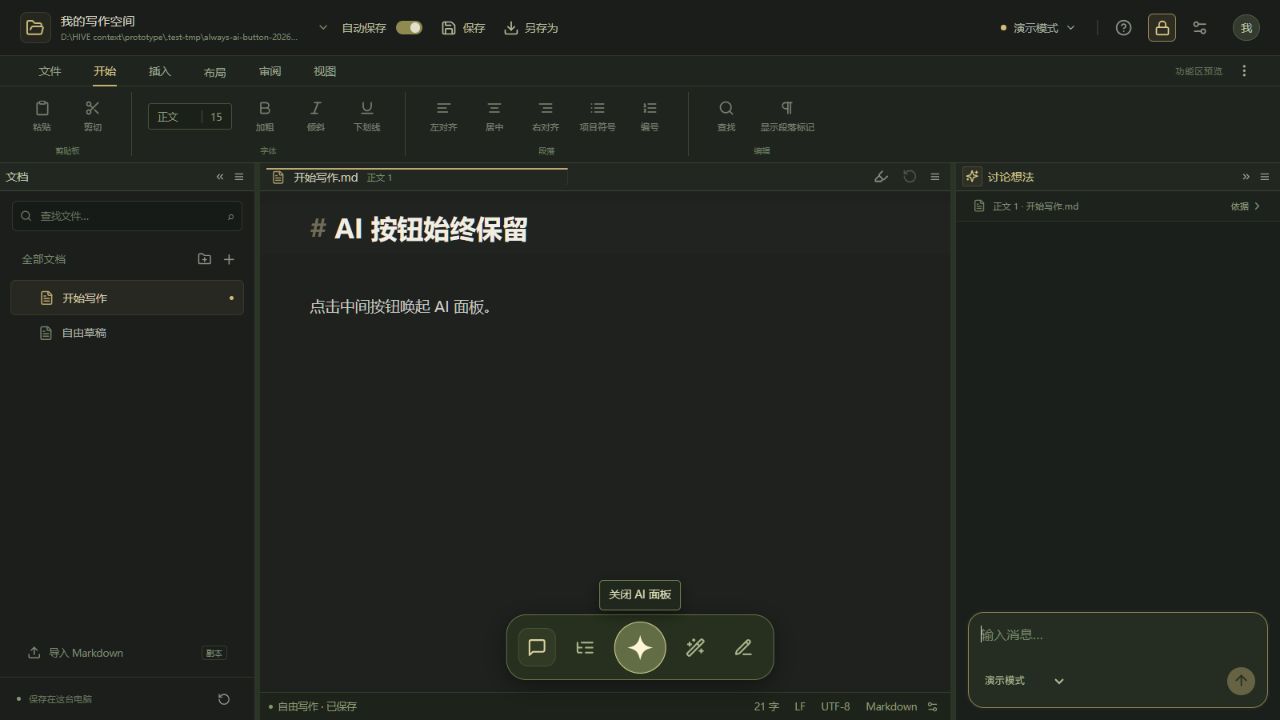 我的写作空间
D:\HIVE context\prototype\.test-tmp\always-ai-button-2026...
自动保存 保存 另存为
演示模式
我
文件 开始 插入 布局 审阅 视图
功能区预览
正文 15
粘贴 剪切 加粗 倾斜 下划线 左对齐 居中 右对齐 项目符号 编号 查找 显示段落标记
剪贴板 字体 段落 编辑
文档
查找文件...
全部文档
开始写作
自由草稿
导入 Markdown 副本
保存在这台电脑
开始写作.md 正文 1
# AI 按钮始终保留
点击中间按钮唤起 AI 面板。
关闭 AI 面板
自由写作 · 已保存
21 字 LF UTF-8 Markdown
讨论想法
正文 1 · 开始写作.md 依据
输入消息...
演示模式